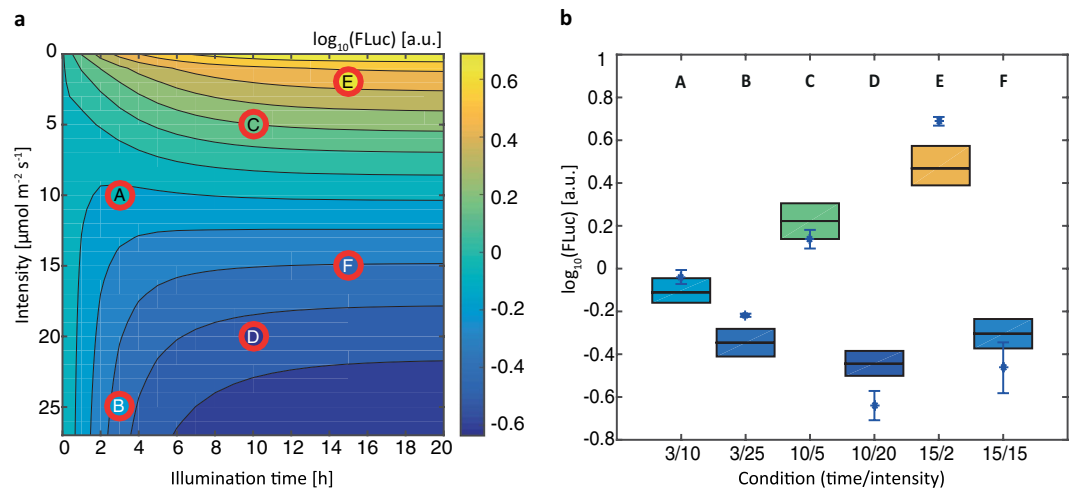 a
log10(FLuc) [a.u.]
0
5
10
15
20
25
Intensity [µmol m-2 s-1]
A
B
C
D
E
F
0 2 4 6 8 10 12 14 16 18 20
Illumination time [h]
0.6
0.4
0.2
0
-0.2
-0.4
-0.6
b
1
0.8
0.6
0.4
0.2
0
-0.2
-0.4
-0.6
-0.8
log10(FLuc) [a.u.]
A B C D E F
3/10 3/25 10/5 10/20 15/2 15/15
Condition (time/intensity)